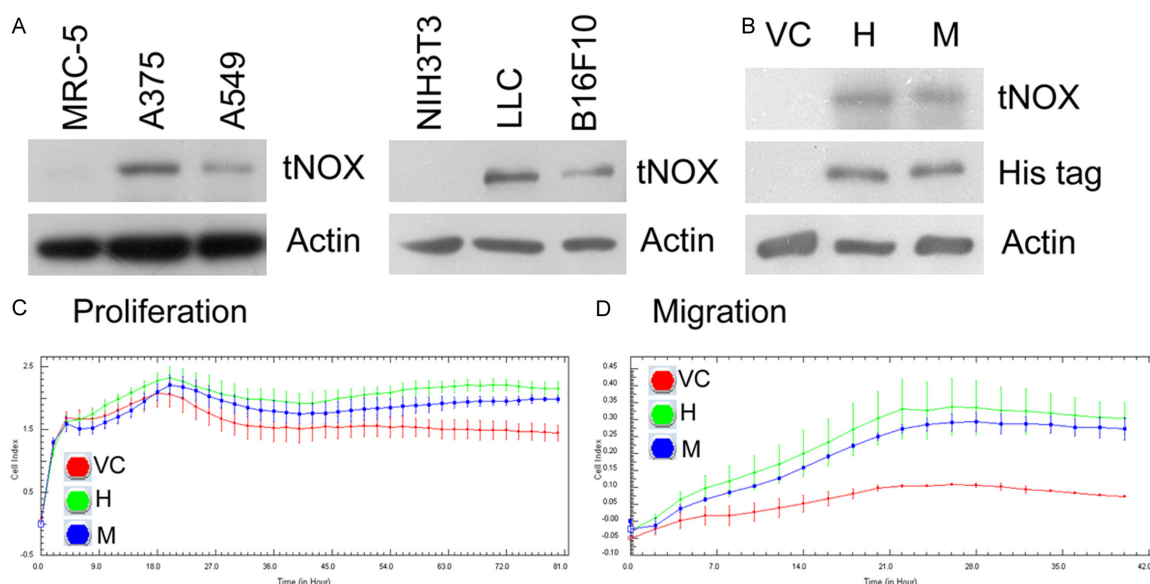 A
MRC-5
A375
A549
tNOX
Actin
NIH3T3
LLC
B16F10
tNOX
Actin
B
VC
H
M
tNOX
His tag
Actin
C
Proliferation
2.5
1.5
0.5
-0.5
Cell Index
VC
H
M
0.0
9.0
18.0
27.0
36.0
45.0
54.0
63.0
72.0
81.0
Time (in Hour)
D
Migration
0.45
0.40
0.35
0.30
0.25
0.20
0.15
0.10
0.05
-0.00
-0.05
-0.10
Cell Index
VC
H
M
0.0
7.0
14.0
21.0
28.0
35.0
42.0
Time (in Hour)